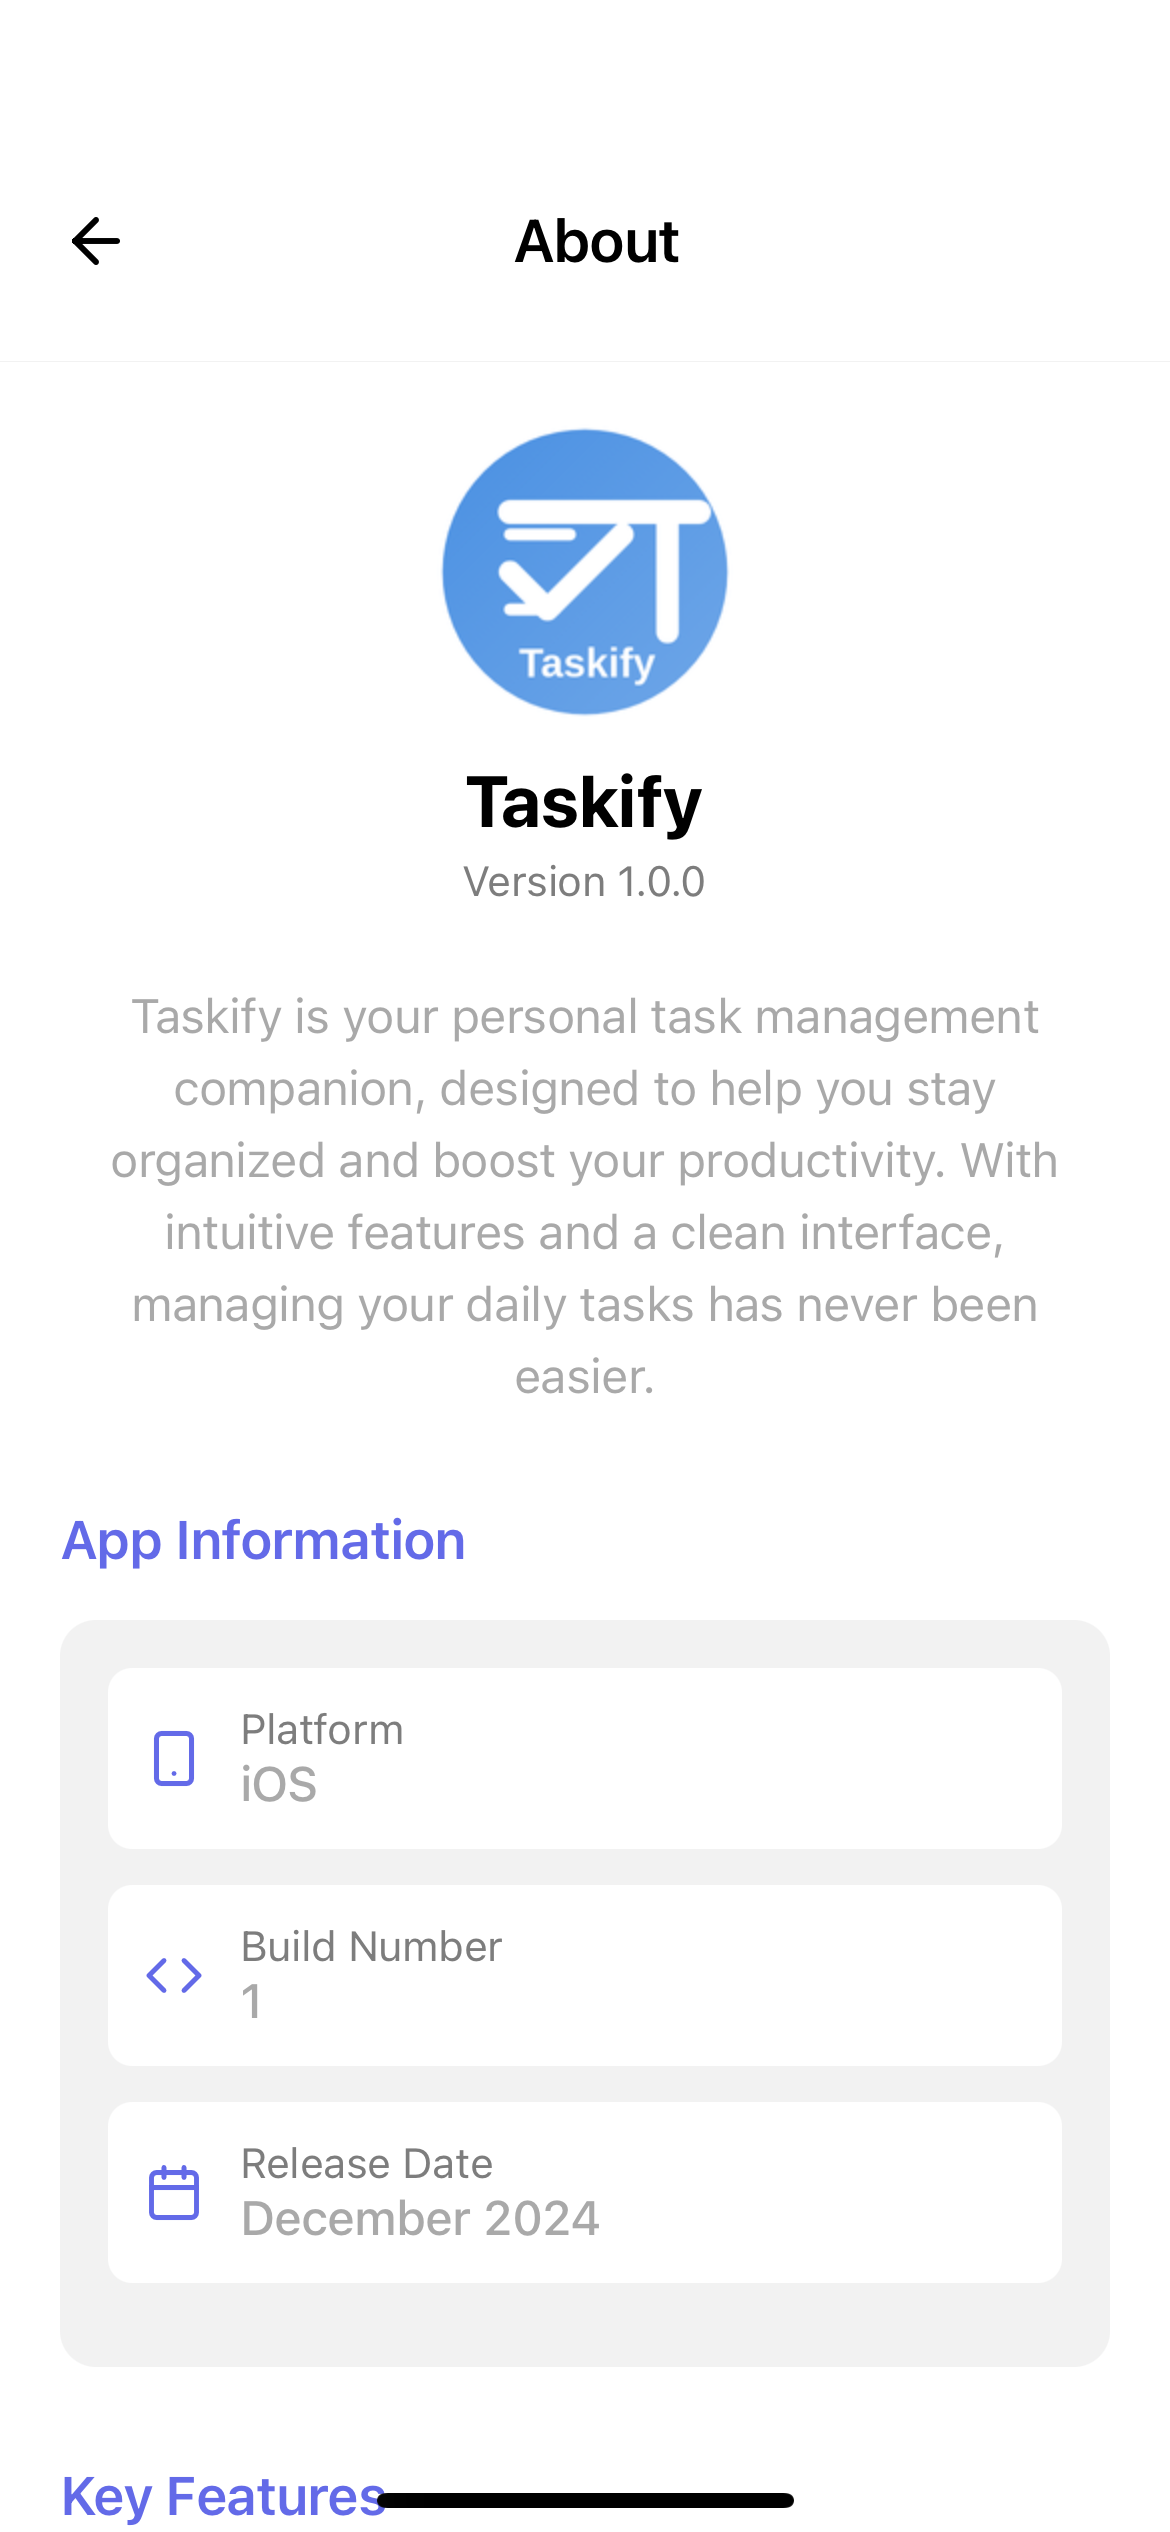 About
Taskify
Taskify
Version 1.0.0
Taskify is your personal task management
companion, designed to help you stay
organized and boost your productivity. With
intuitive features and a clean interface,
managing your daily tasks has never been
easier.
App Information
Platform
iOS
Build Number
1
Release Date
December 2024
Key Features